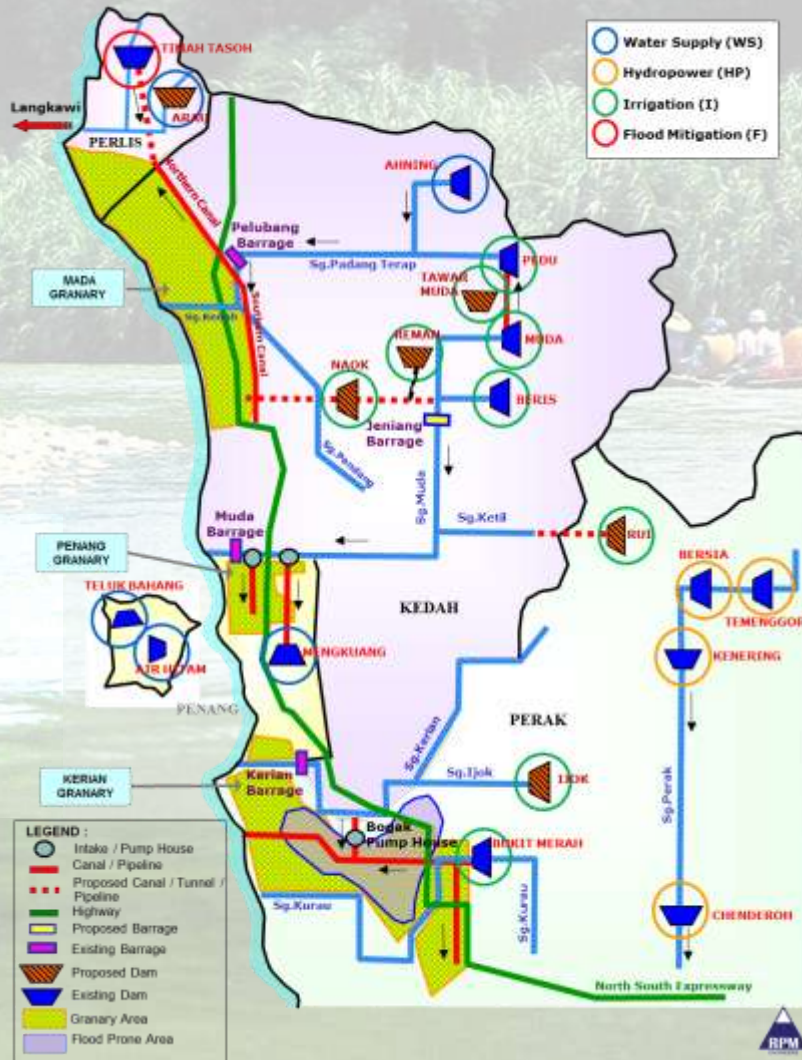 Water Supply (WS)
Hydropower (HP)
Irrigation (I)
Flood Mitigation (F)
TIMAH TASOH
ARAU
Langkawi
PERLIS
Northern Canal
AHNING
Pelubang
Barrage
Sg.Padang Terap
PEDU
TAWAR
MUDA
MADA
GRANARY
Southern Canal
REMAN
MUDA
NAOK
BERIS
Jeniang
Barrage
Sg.Pendang
Sg.Muda
Sg.Ketil
RUI
Muda
Barrage
PENANG
GRANARY
TELUK BAHANG
AIR HITAM
PENANG
MENGKUANG
KEDAH
BERSIA
TEMENGGOR
KENERING
PERAK
Sg.Kerian
Sg.Perak
KERIAN
GRANARY
Kerian
Barrage
Sg.Ijok
IJOK
Bogak
Pump House
BUKIT MERAH
Sg.Kurau
Sg.Kurau
CHENDEROH
North South Expressway
LEGEND :
Intake / Pump House
Canal / Pipeline
Proposed Canal / Tunnel /
Pipeline
Highway
Proposed Barrage
Existing Barrage
Proposed Dam
Existing Dam
Granary Area
Flood Prone Area
RPM